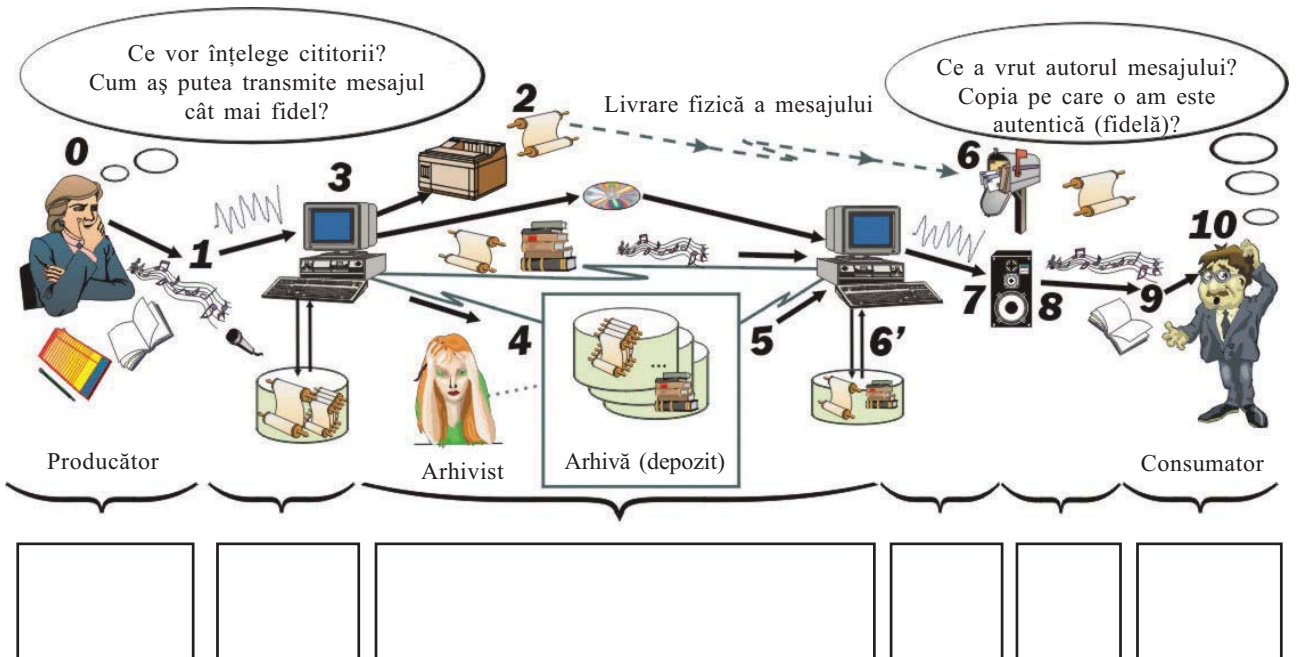 Ce vor înțelege cititorii?
Cum aş putea transmite mesajul
cât mai fidel?
Ce a vrut autorul mesajului?
Copia pe care o am este
autentică (fidelă)?
Livrare fizică a mesajului
0
1
2
3
4
5
6
6’
7
8
9
10
...
Producător
Arhivist
Arhivă (depozit)
Consumator